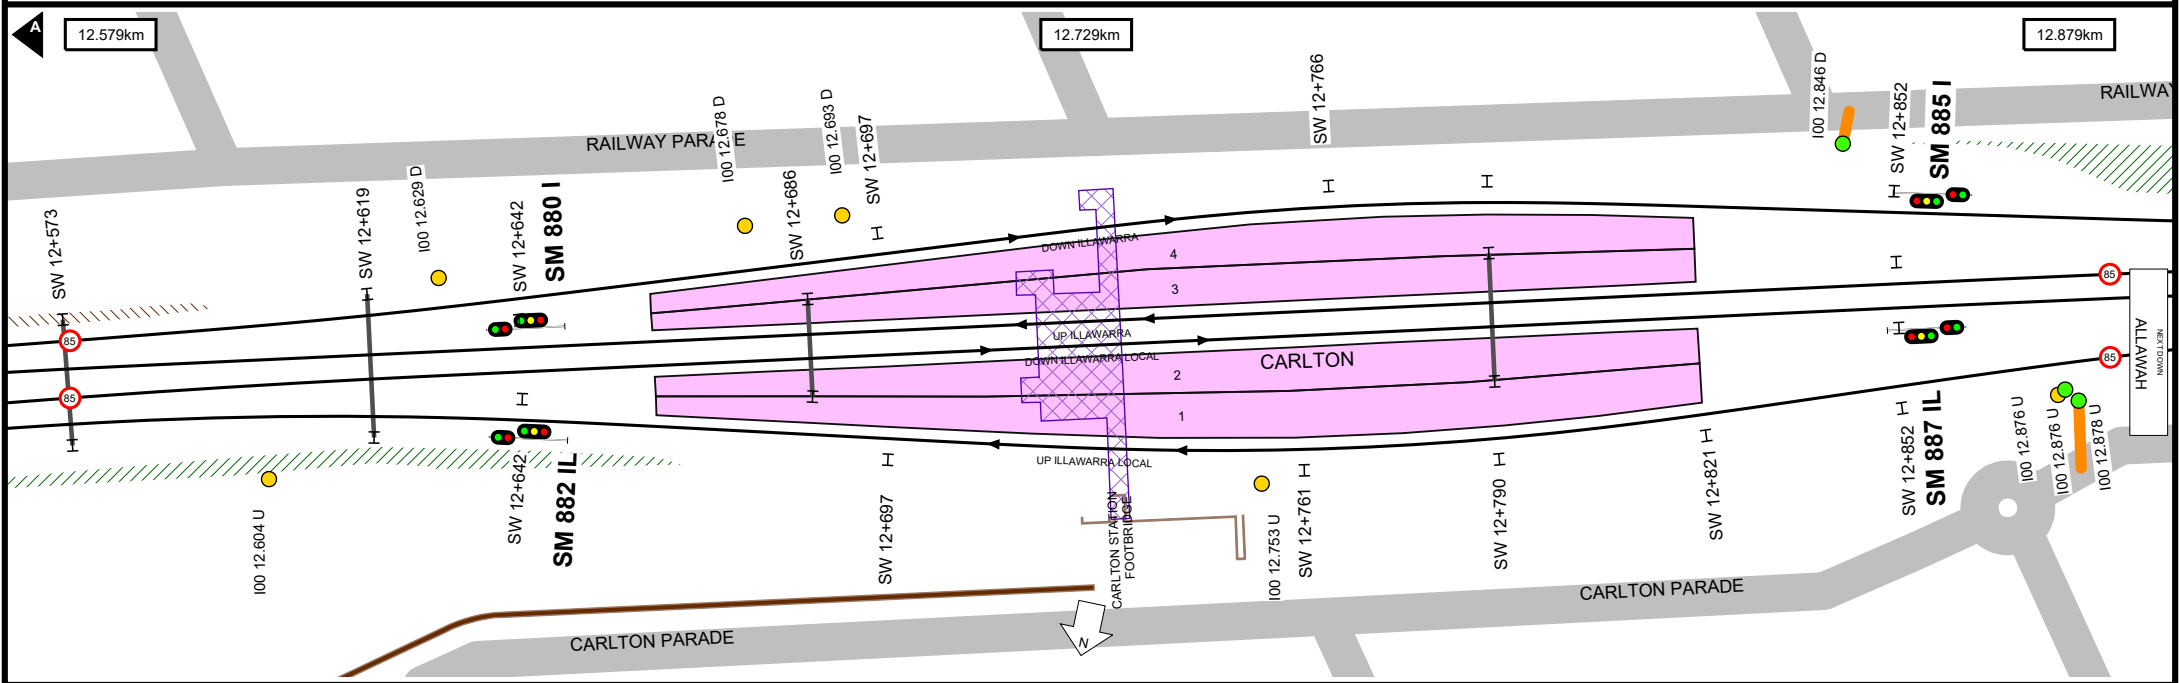 A
12.579km
12.729km
12.879km
RAILWAY PARADE
RAILWAY
SW 12+573
SW 12+619
I00 12.629 D
SW 12+642
SM 880 I
I00 12.678 D
SW 12+686
I00 12.693 D
SW 12+697
SW 12+766
I00 12.846 D
SW 12+852
SM 885 I
DOWN ILLAWARRA
4
3
UP ILLAWARRA
DOWN ILLAWARRA LOCAL
CARLTON
2
1
UP ILLAWARRA LOCAL
85
85
85
85
NEXT DOWN
ALLAWAH
I00 12.604 U
SW 12+642
SM 882 IL
SW 12+697
CARLTON STATION
FOOTBRIDGE
I00 12.753 U
SW 12+761
SW 12+790
SW 12+821
SW 12+852
SM 887 IL
I00 12.876 U
I00 12.876 U
I00 12.878 U
CARLTON PARADE
CARLTON PARADE
N